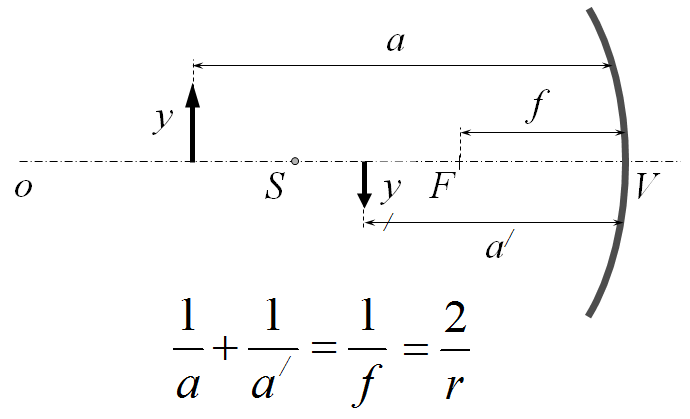 a
y
f
o S y/ F V
a/
1/a + 1/a/ = 1/f = 2/r